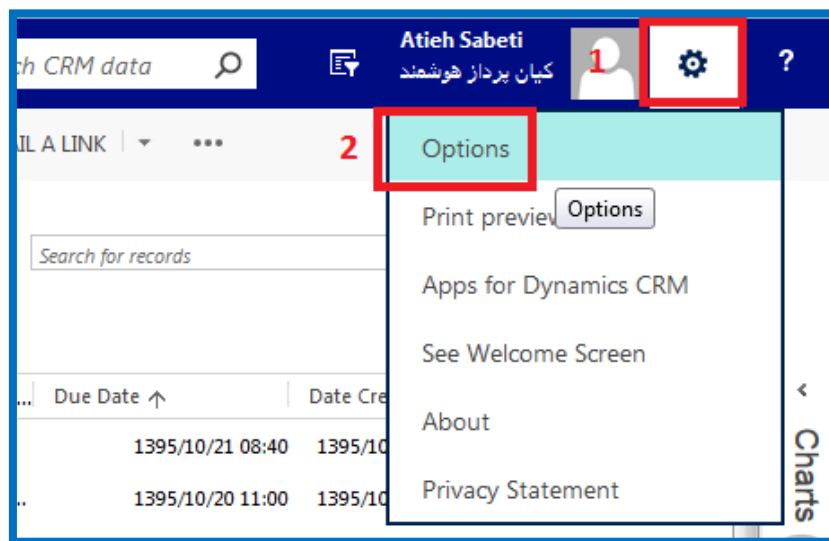 ch CRM data
Atieh Sabeti
کیان پرداز هوشمند
1
?
IL A LINK
2
Options
Print preview
Options
Search for records
Apps for Dynamics CRM
See Welcome Screen
... Due Date Date Cre
About
1395/10/21 08:40 1395/10
Privacy Statement
.. 1395/10/20 11:00 1395/10
Charts